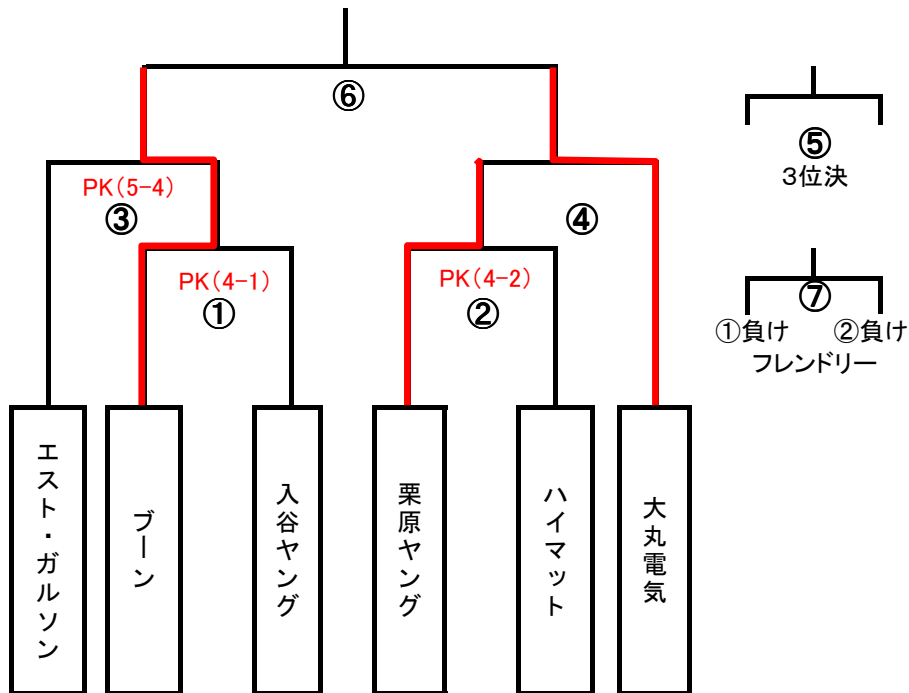 ⑥
⑤
3位決
PK(5-4)
③
④
PK(4-1)
①
PK(4-2)
②
⑦
①負け ②負け
フレンドリー
エスト・ガルソン
ブーン
入谷ヤング
栗原ヤング
ハイマット
大丸電気